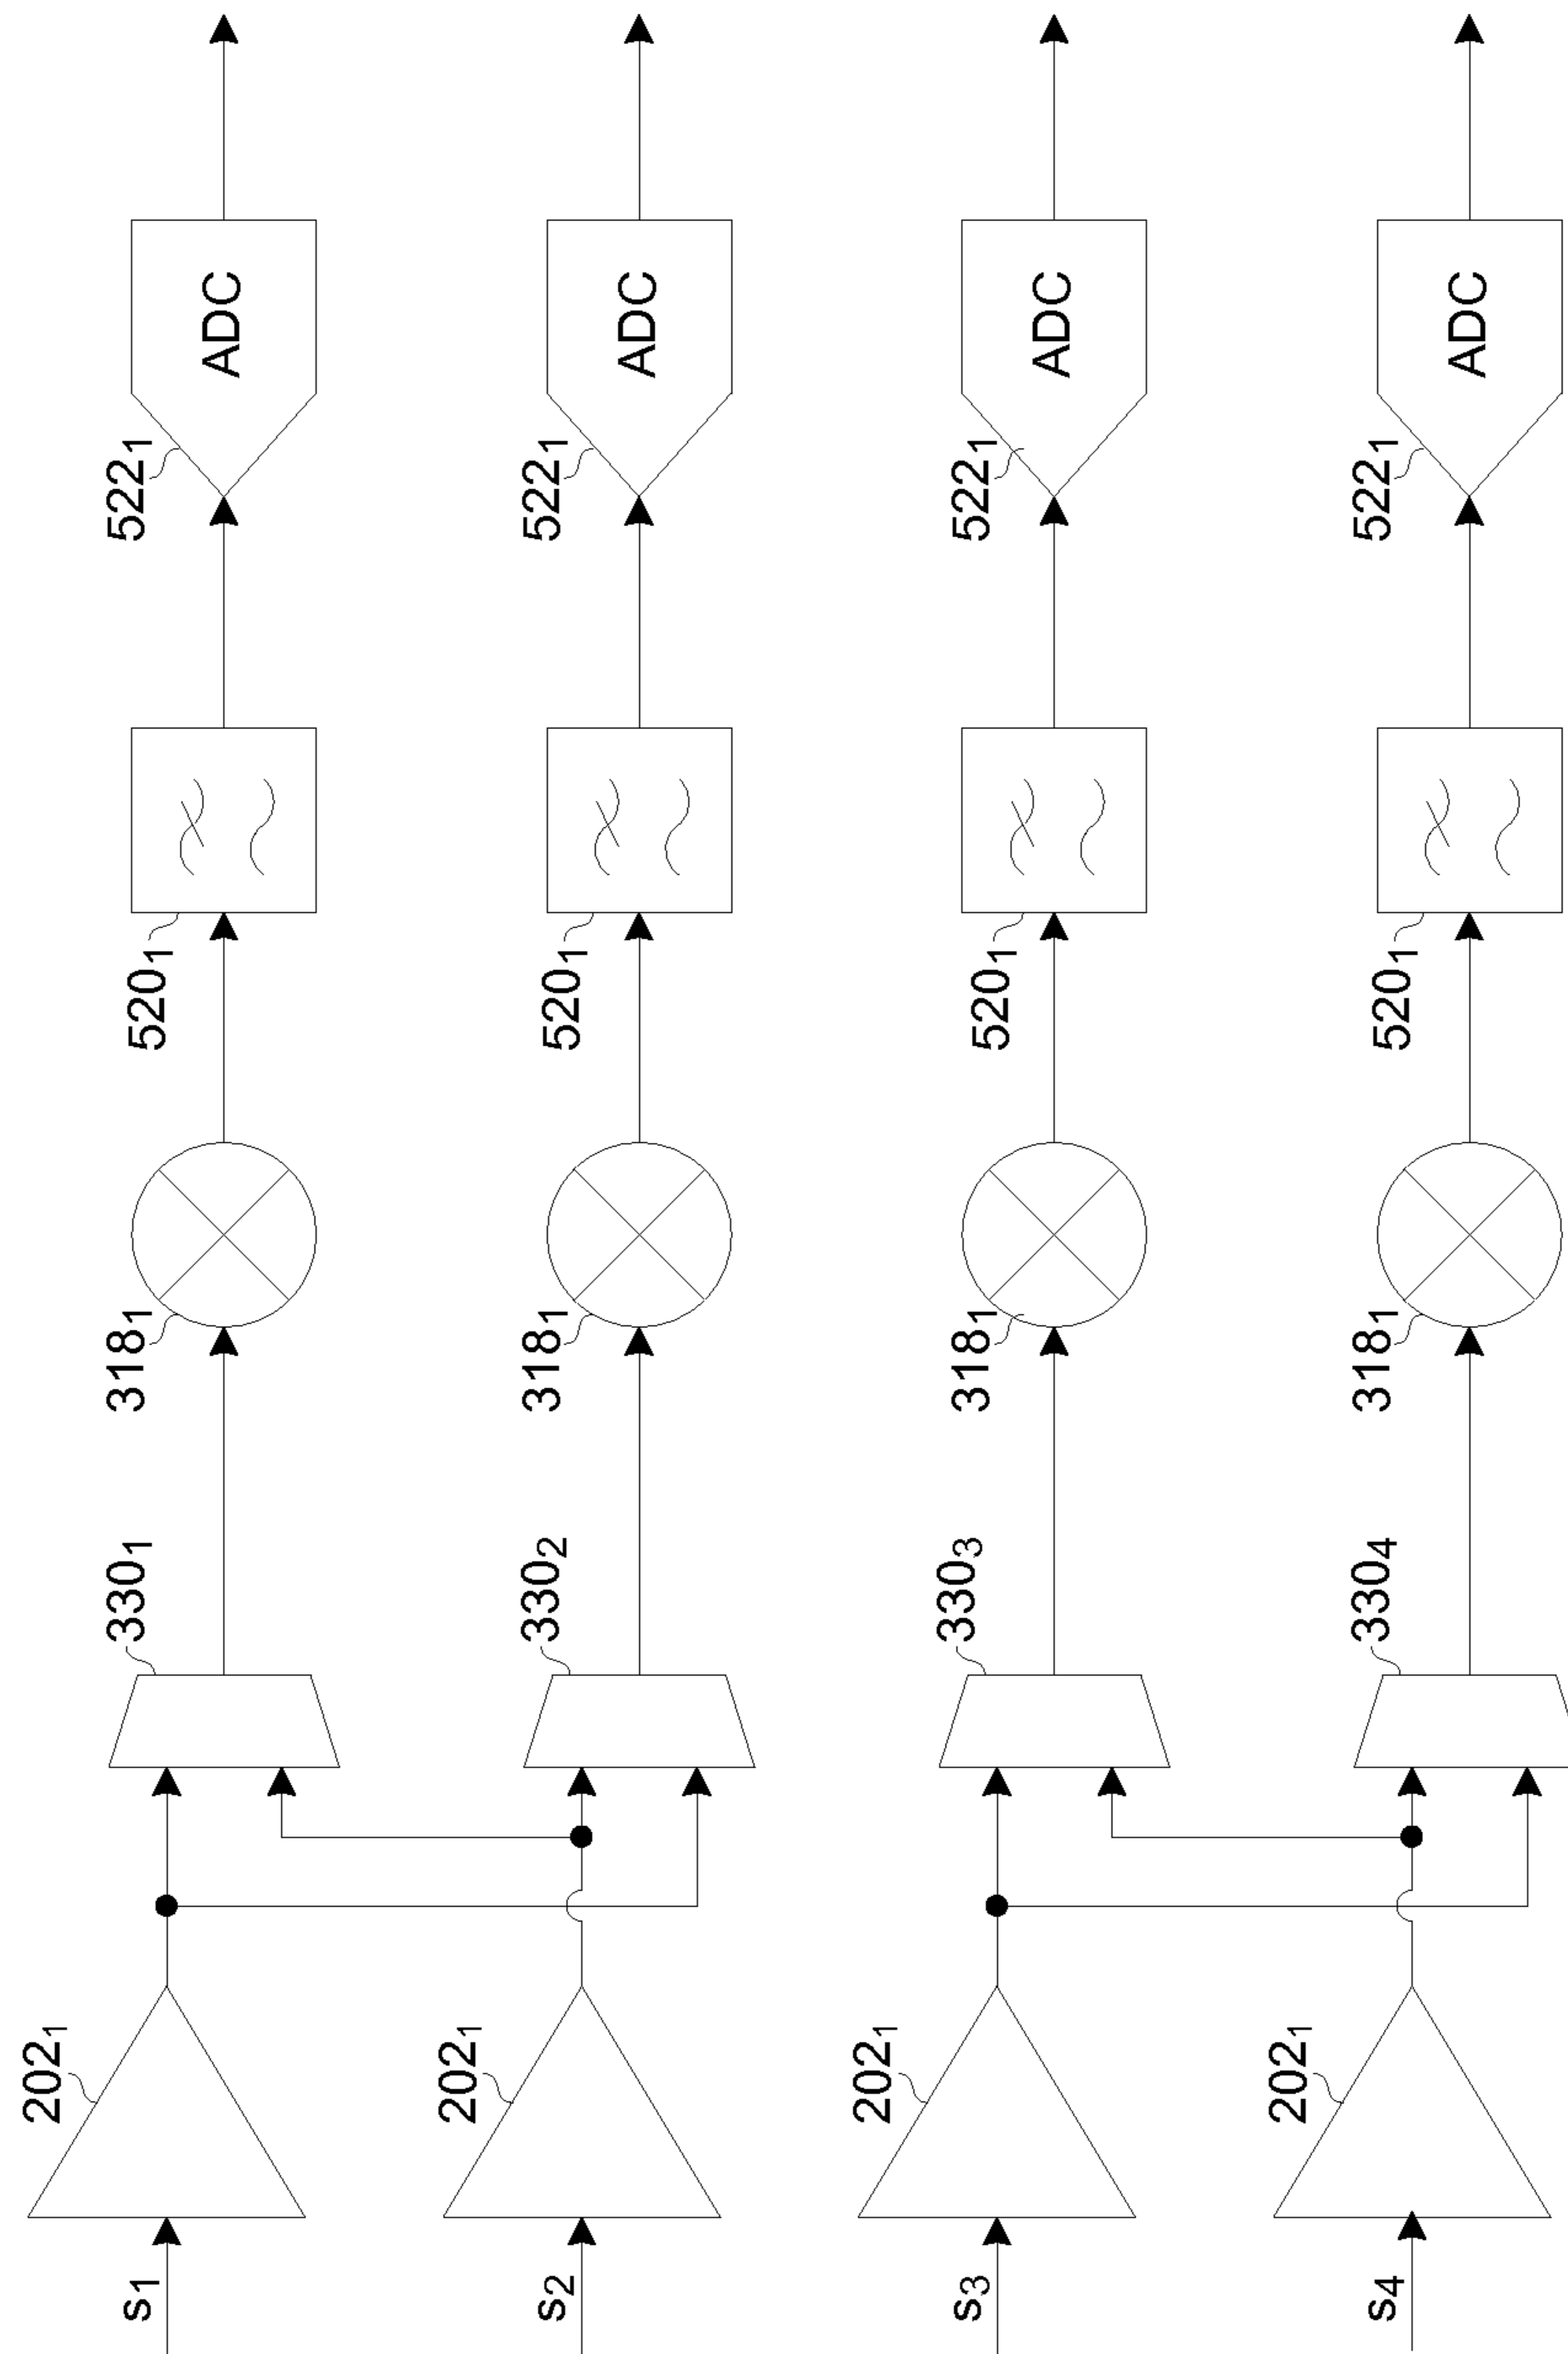 s₁
202₁
330₁
318₁
520₁
522₁
ADC
s₂
202₁
330₂
318₁
520₁
522₁
ADC
s₃
202₁
330₃
318₁
520₁
522₁
ADC
s₄
202₁
330₄
318₁
520₁
522₁
ADC